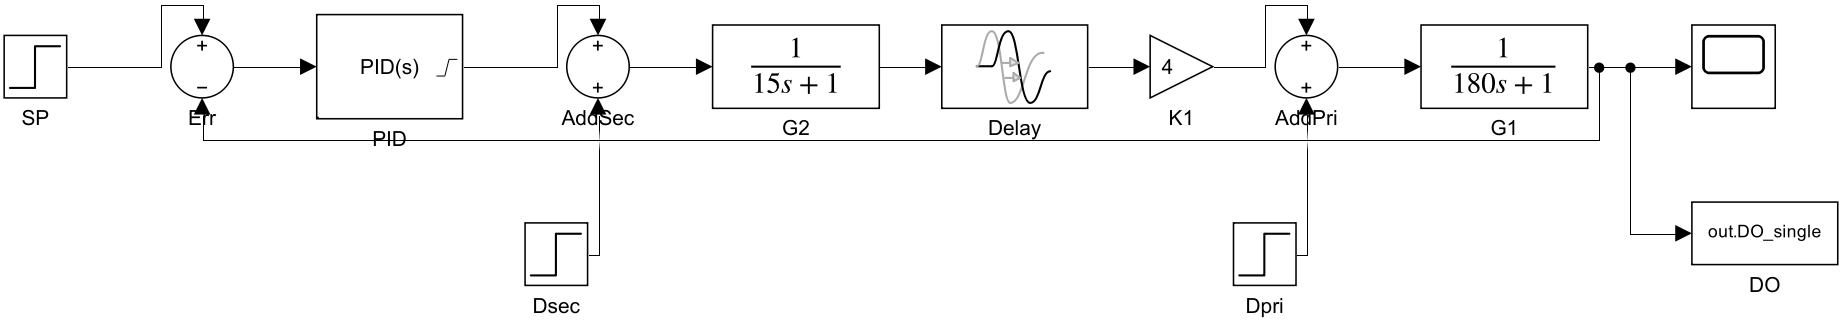 SP
+
−
Err
PID(s)
PID
+
+
AddSec
1
15s + 1
G2
Delay
4
K1
+
+
AddPri
1
180s + 1
G1
Dsec
Dpri
out.DO_single
DO